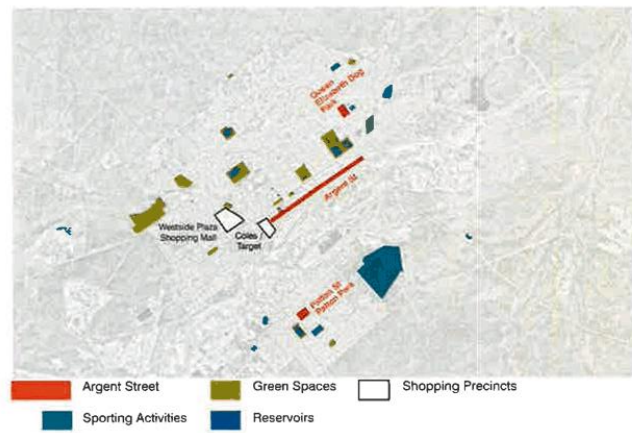 Queen
Elizabeth Dog
Park
Argent St
Westside Plaza
Shopping Mall
Coles /
Target
Patton St
Patton Park
Argent Street
Green Spaces
Shopping Precincts
Sporting Activities
Reservoirs